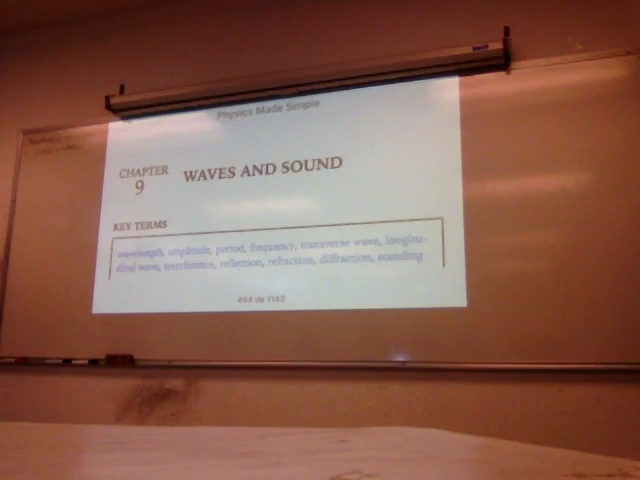 Physics Made Simple
CHAPTER
9
WAVES AND SOUND
KEY TERMS
wavelength, amplitude, period, frequency, transverse wave, longitu-
dinal wave, interference, reflection, refraction, diffraction, standing
444 de 1143